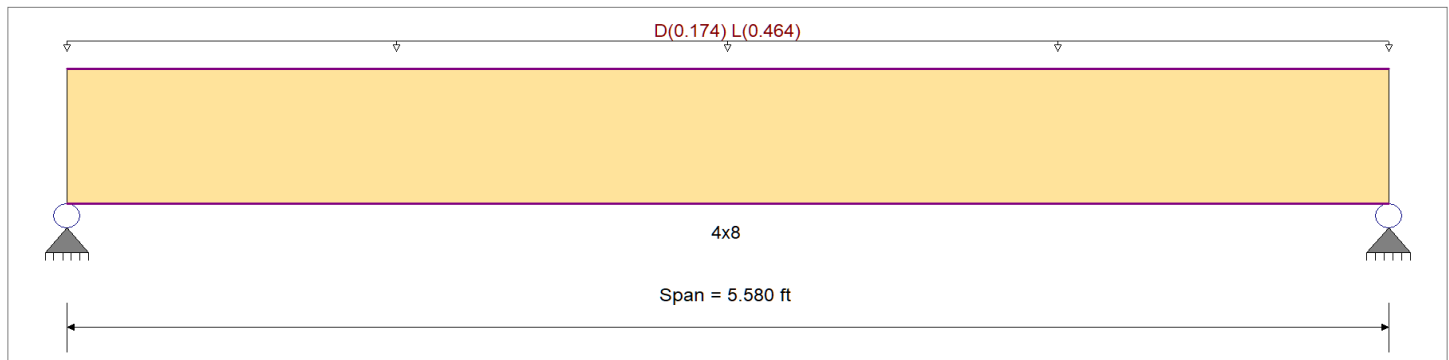 D(0.174) L(0.464)
4x8
Span = 5.580 ft